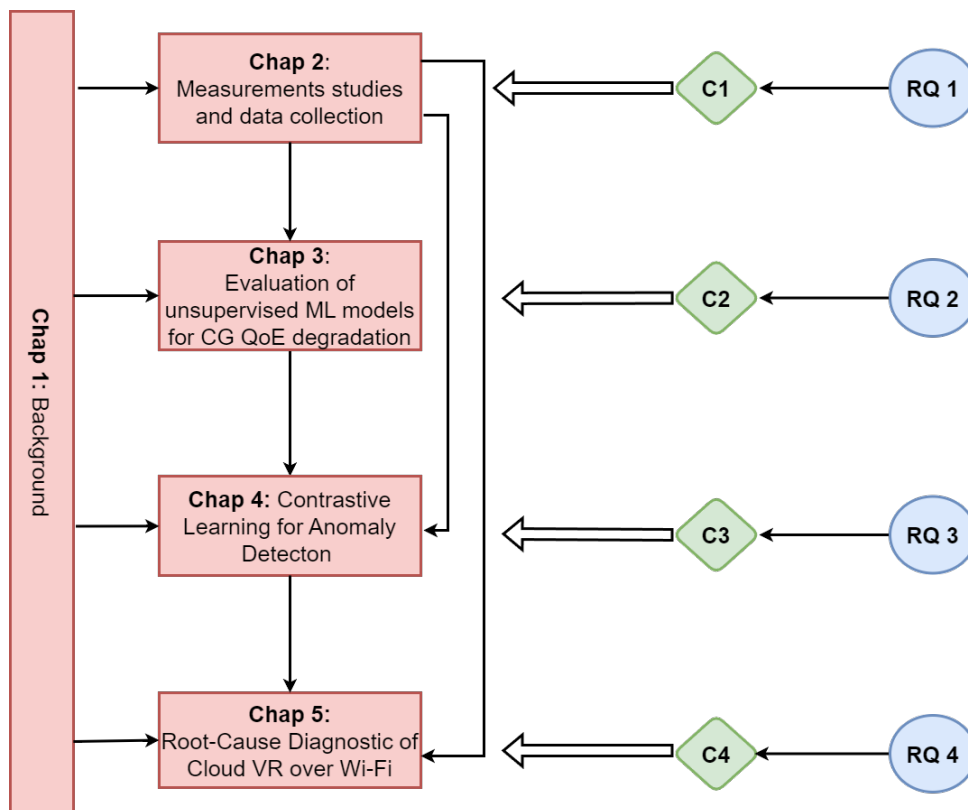 Chap 1: Background
Chap 2:
Measurements studies
and data collection
C1
RQ 1
Chap 3:
Evaluation of
unsupervised ML models
for CG QoE degradation
C2
RQ 2
Chap 4: Contrastive
Learning for Anomaly
Detecton
C3
RQ 3
Chap 5:
Root-Cause Diagnostic of
Cloud VR over Wi-Fi
C4
RQ 4